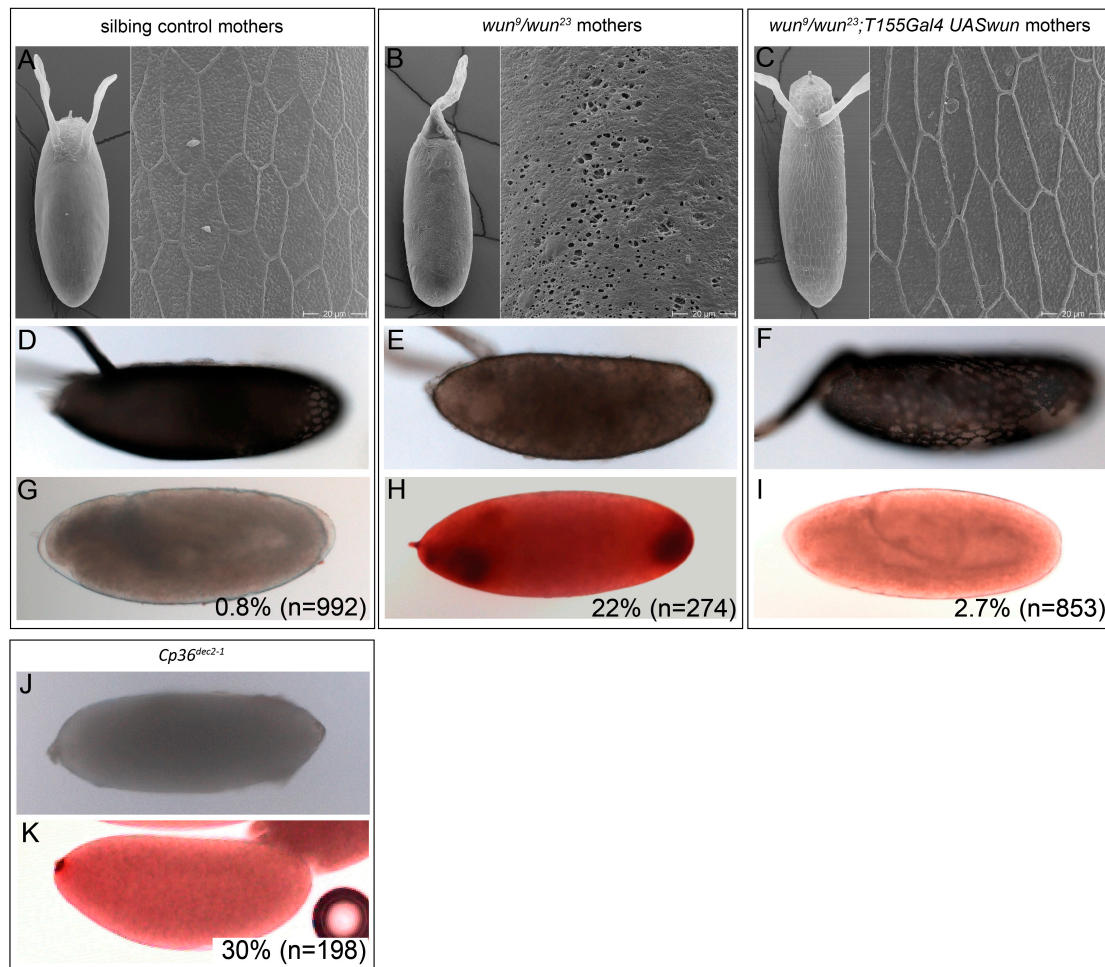 silbing control mothers
wun⁹/wun²³ mothers
wun⁹/wun²³;T155Gal4 UASwun mothers
A
20 µm
B
20 µm
C
20 µm
D
E
F
G
0.8% (n=992)
H
22% (n=274)
I
2.7% (n=853)
Cp36ᵈᵉᶜ²⁻¹
J
K
30% (n=198)